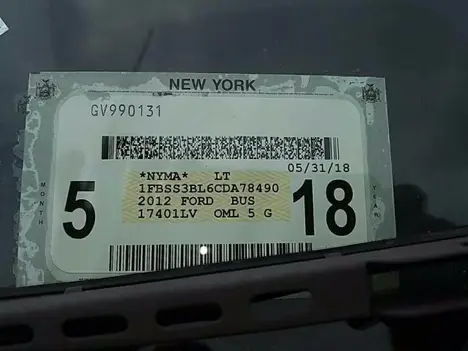 NEW YORK
GV990131
05/31/18
*NYMA* LT
1FBSS3BL6CDA78490
2012 FORD BUS
17401LV OML 5 G
MONTH
5
18
YEAR